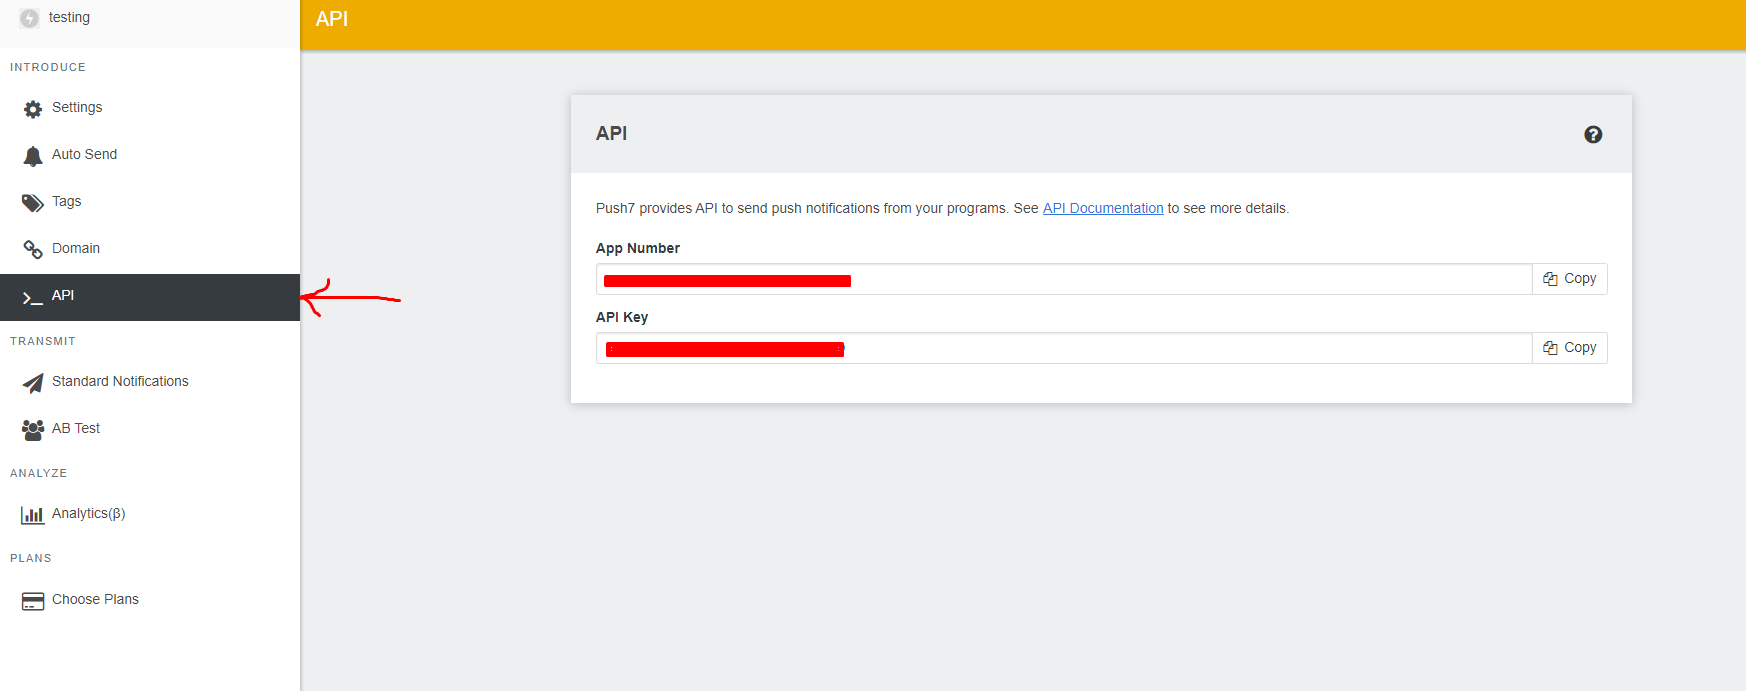 testing
API
INTRODUCE
Settings
Auto Send
Tags
Domain
API
TRANSMIT
Standard Notifications
AB Test
ANALYZE
Analytics(β)
PLANS
Choose Plans
API
Push7 provides API to send push notifications from your programs. See API Documentation to see more details.
App Number
Copy
API Key
Copy